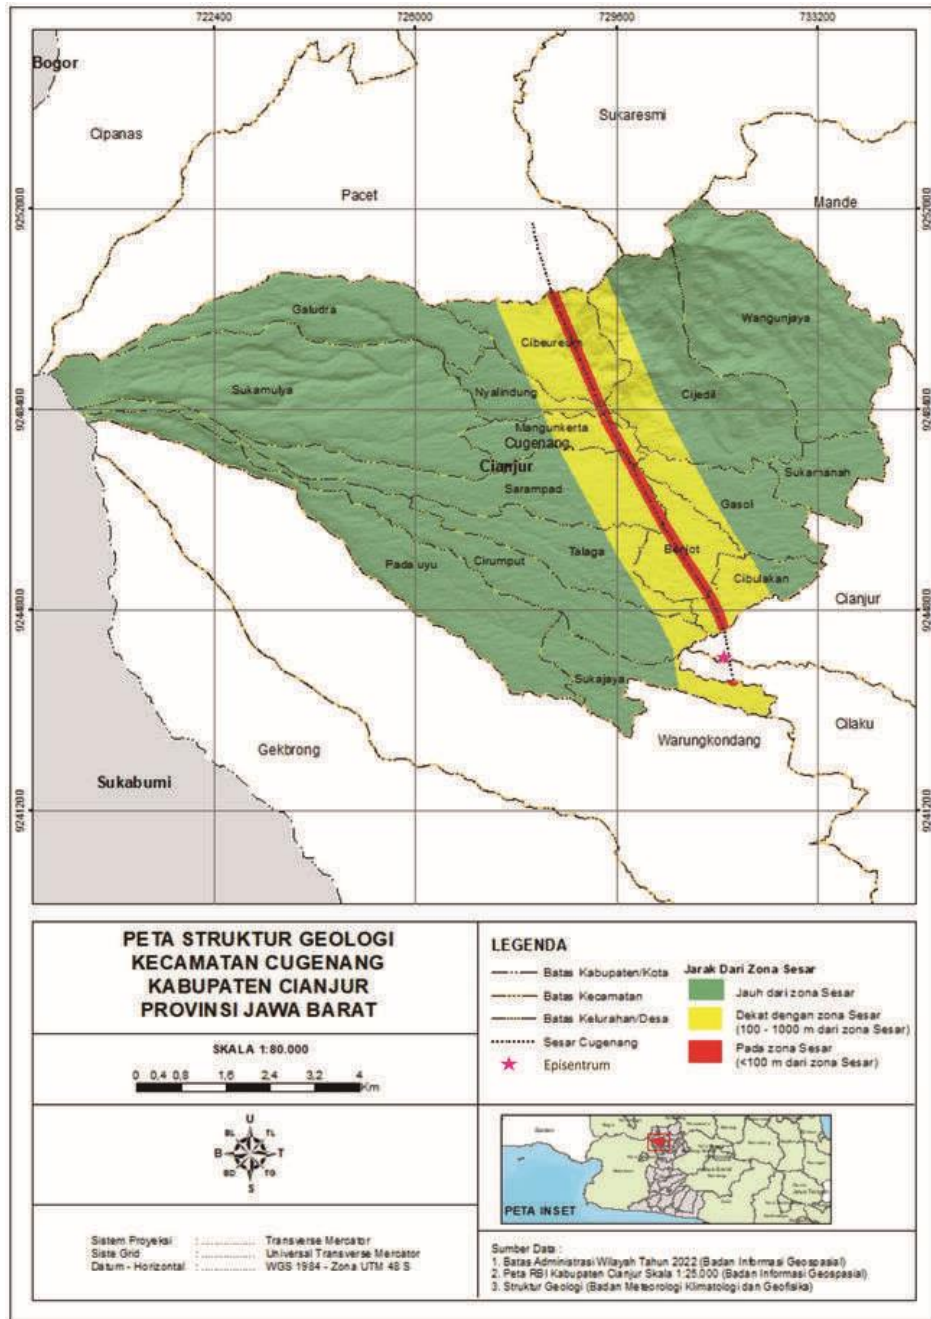 722400 726000 729600 733200
Bogor
Cipanas
Sukaresmi
Pacet
Mande
9252000
9252000
Galudra
Wangunjaya
Cibeureum
Sukamulya
Nyalindung
Cijedil
9248400
9248400
Mangunkerta
Cugenang
Cianjur
Sukamanah
Sarampad
Gasol
Talaga
Benjot
Cirumput
Padaluyu
Cibulakan
Cianjur
9244800
9244800
Sukajaya
Cilaku
Warungkondang
Gekbrong
Sukabumi
9241200
9241200
PETA STRUKTUR GEOLOGI
KECAMATAN CUGENANG
KABUPATEN CIANJUR
PROVINSI JAWA BARAT
SKALA 1:80.000
0 0,4 0,8 1,6 2,4 3,2 4
Km
U
BL TL
B T
BD TG
S
Sistem Proyeksi : ............. Transverse Mercator
Siste Grid : ............. Universal Transverse Mercator
Datum - Horizontal : ............. WGS 1984 - Zona UTM 48 S
LEGENDA
Batas Kabupaten/Kota
Batas Kecamatan
Batas Kelurahan/Desa
Sesar Cugenang
Episentrum
Jarak Dari Zona Sesar
Jauh dari zona Sesar
Dekat dengan zona Sesar
(100 - 1000 m dari zona Sesar)
Pada zona Sesar
(<100 m dari zona Sesar)
PETA INSET
Sumber Data :
1. Batas Administrasi Wilayah Tahun 2022 (Badan Informasi Geospasial)
2. Peta RBI Kabupaten Cianjur Skala 1:25.000 (Badan Informasi Geospasial)
3. Struktur Geologi (Badan Meteorologi Klimatologi dan Geofisika)